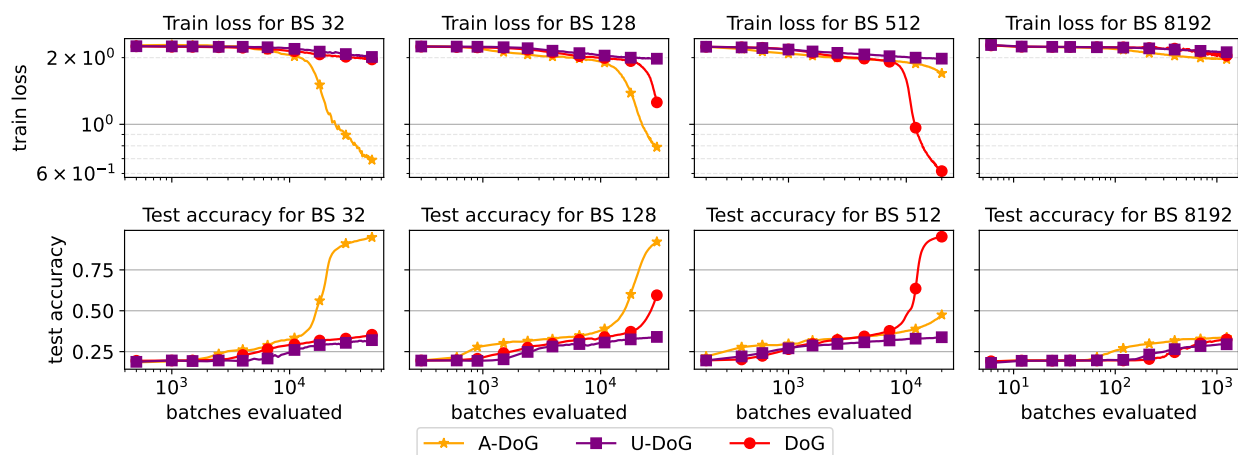 Train loss for BS 32
Train loss for BS 128
Train loss for BS 512
Train loss for BS 8192
train loss
2 × 10⁰
10⁰
6 × 10⁻¹
Test accuracy for BS 32
Test accuracy for BS 128
Test accuracy for BS 512
Test accuracy for BS 8192
test accuracy
0.75
0.50
0.25
10³ 10⁴
10³ 10⁴
10³ 10⁴
10¹ 10² 10³
batches evaluated
batches evaluated
batches evaluated
batches evaluated
A-DoG U-DoG DoG